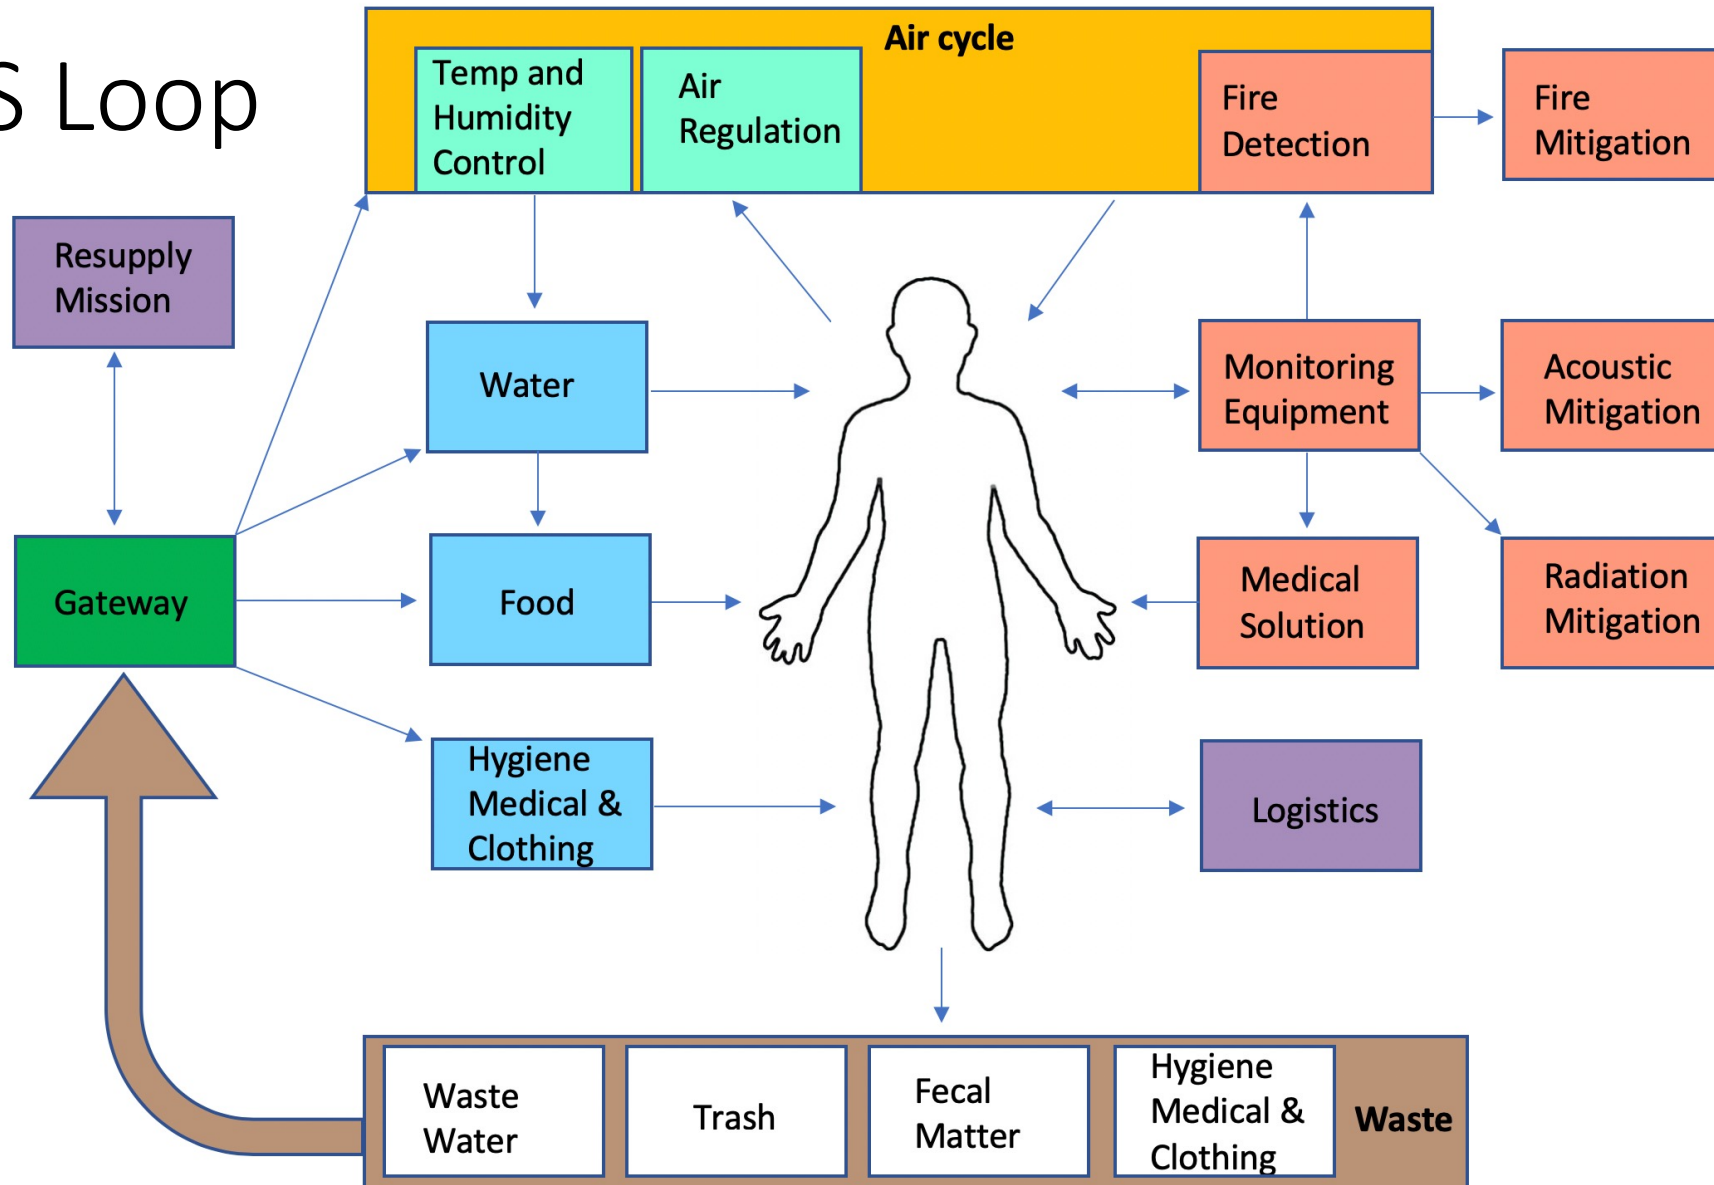 S Loop
Air cycle
Temp and
Humidity
Control
Air
Regulation
Fire
Detection
Fire
Mitigation
Resupply
Mission
Water
Monitoring
Equipment
Acoustic
Mitigation
Gateway
Food
Medical
Solution
Radiation
Mitigation
Hygiene
Medical &
Clothing
Logistics
Waste
Water
Trash
Fecal
Matter
Hygiene
Medical &
Clothing
Waste